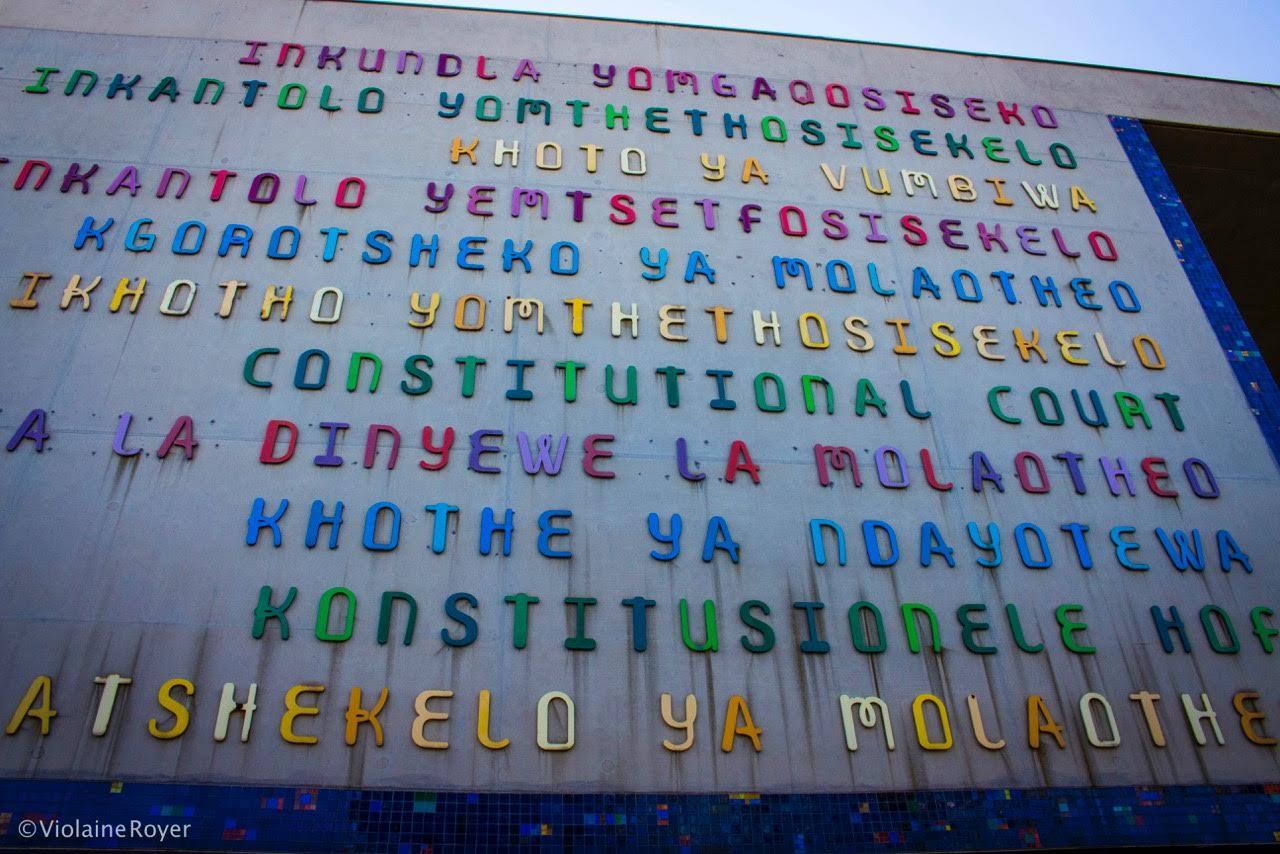 INKUNDLA YOMGAQOSISEKO
INKANTOLO YOMTHETHOSISEKELO
KHOTO YA VUMBIWA
INKANTOLO YEMTSETFOSISEKELO
KGOROTSHEKO YA MOLAOTHEO
IKHOTHO YOMTHETHOSISEKELO
CONSTITUTIONAL COURT
A LA DINYEWE LA MOLAOTHEO
KHOTHE YA NDAYOTEWA
KONSTITUSIONELE HOF
ATSHEKELO YA MOLAOTHE
©ViolaineRoyer